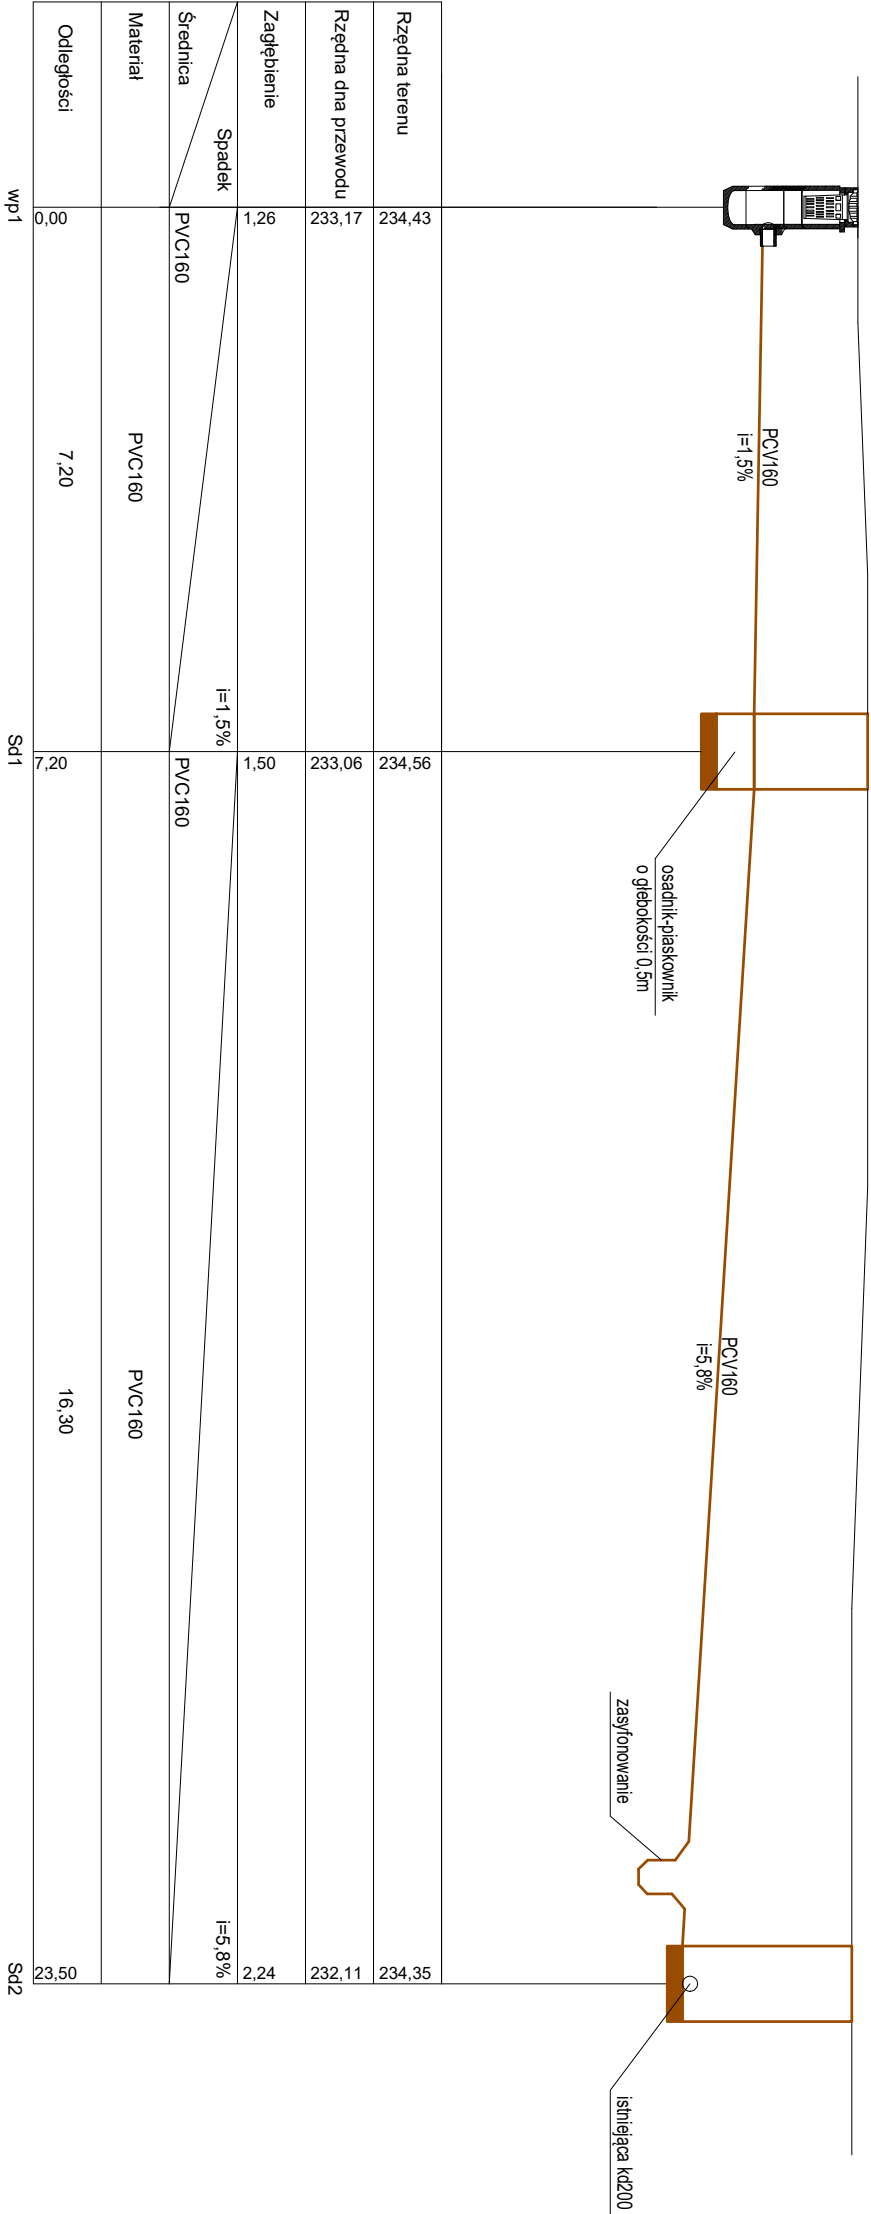 PCV160
i=1,5%
osadnik-piaskownik
o głebokości 0,5m
PCV160
i=5,8%
zasyfonowanie
istniejąca kd200
Rzędna terenu
234,43
234,56
234,35
Rzędna dna przewodu
233,17
233,06
232,11
Zagłębienie
1,26
1,50
2,24
Spadek
i=1,5%
i=5,8%
Średnica
PVC160
PVC160
Materiał
PVC160
PVC160
Odległości
7,20
16,30
0,00
7,20
23,50
wp1
Sd1
Sd2